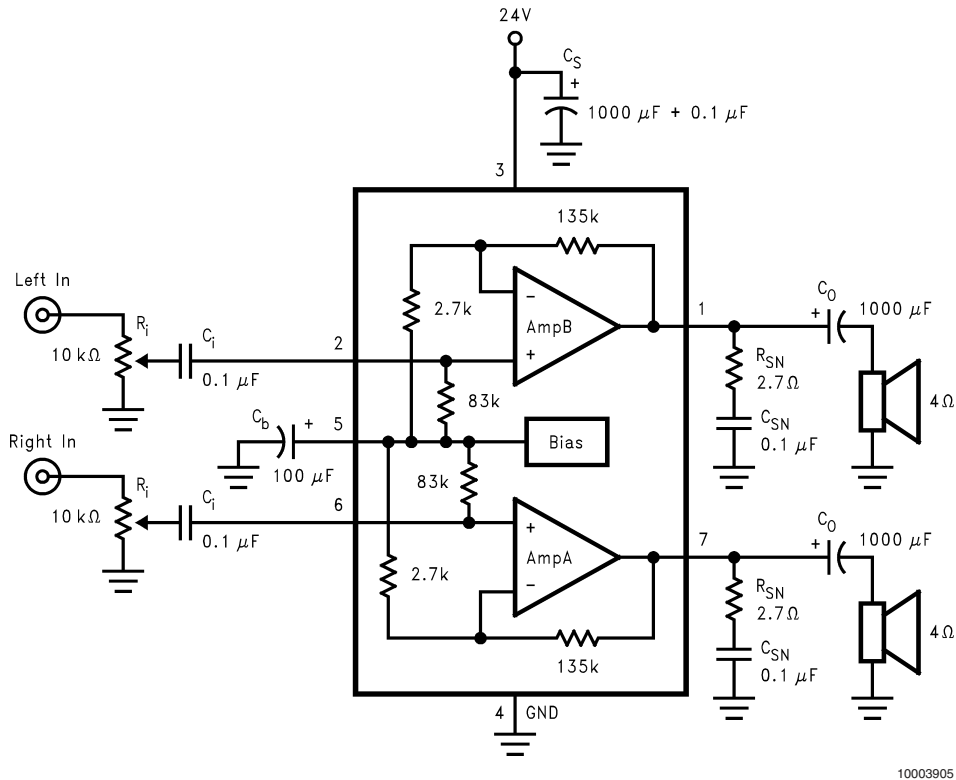 24V
C_S
+
1000 μF + 0.1 μF
3
135k
Left In
R_i
10 kΩ
C_i
0.1 μF
2
2.7k
−
AmpB
+
1
C_O
+
1000 μF
R_SN
2.7Ω
C_SN
0.1 μF
4Ω
83k
C_b
+
5
100 μF
Bias
Right In
R_i
10 kΩ
C_i
0.1 μF
6
83k
+
AmpA
−
2.7k
135k
7
C_O
+
1000 μF
R_SN
2.7Ω
C_SN
0.1 μF
4Ω
4
GND
10003905